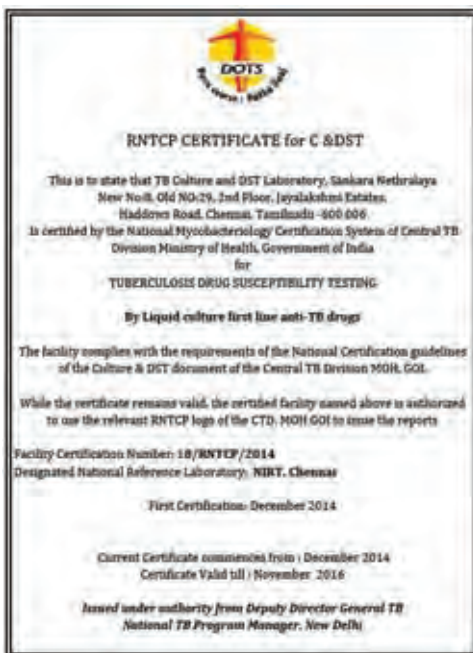 DOTS
RNTCP CERTIFICATE for C &DST
This is to state that TB Culture and DST Laboratory, Sankara Nethralaya
New No:8, Old NO:29, 2nd Floor, Jayalakshmi Estates,
Haddows Road, Chennai, Tamilnadu -600 006
is certified by the National Mycobacteriology Certification System of Central TB
Division Ministry of Health, Government of India
for
TUBERCULOSIS DRUG SUSCEPTIBILITY TESTING
By Liquid culture first line anti-TB drugs
The facility complies with the requirements of the National Certification guidelines
of the Culture & DST document of the Central TB Division MOH, GOI.
While the certificate remains valid, the certified facility named above is authorized
to use the relevant RNTCP logo of the CTD, MOH GOI to issue the reports
Facility Certification Number: 18/RNTCP/2014
Designated National Reference Laboratory: NIRT, Chennai
First Certification: December 2014
Current Certificate commences from : December 2014
Certificate Valid till : November 2016
Issued under authority from Deputy Director General TB
National TB Program Manager, New Delhi